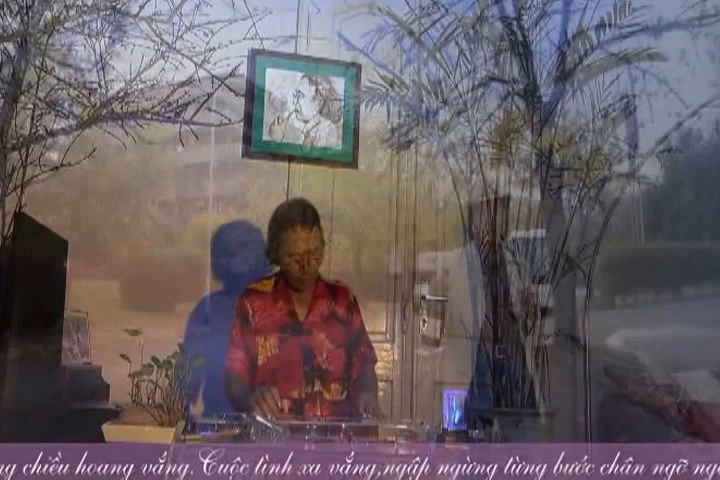 chiều hoang vắng. Cuộc tình xa vắng, ngập ngừng từng bước chân ngỡ